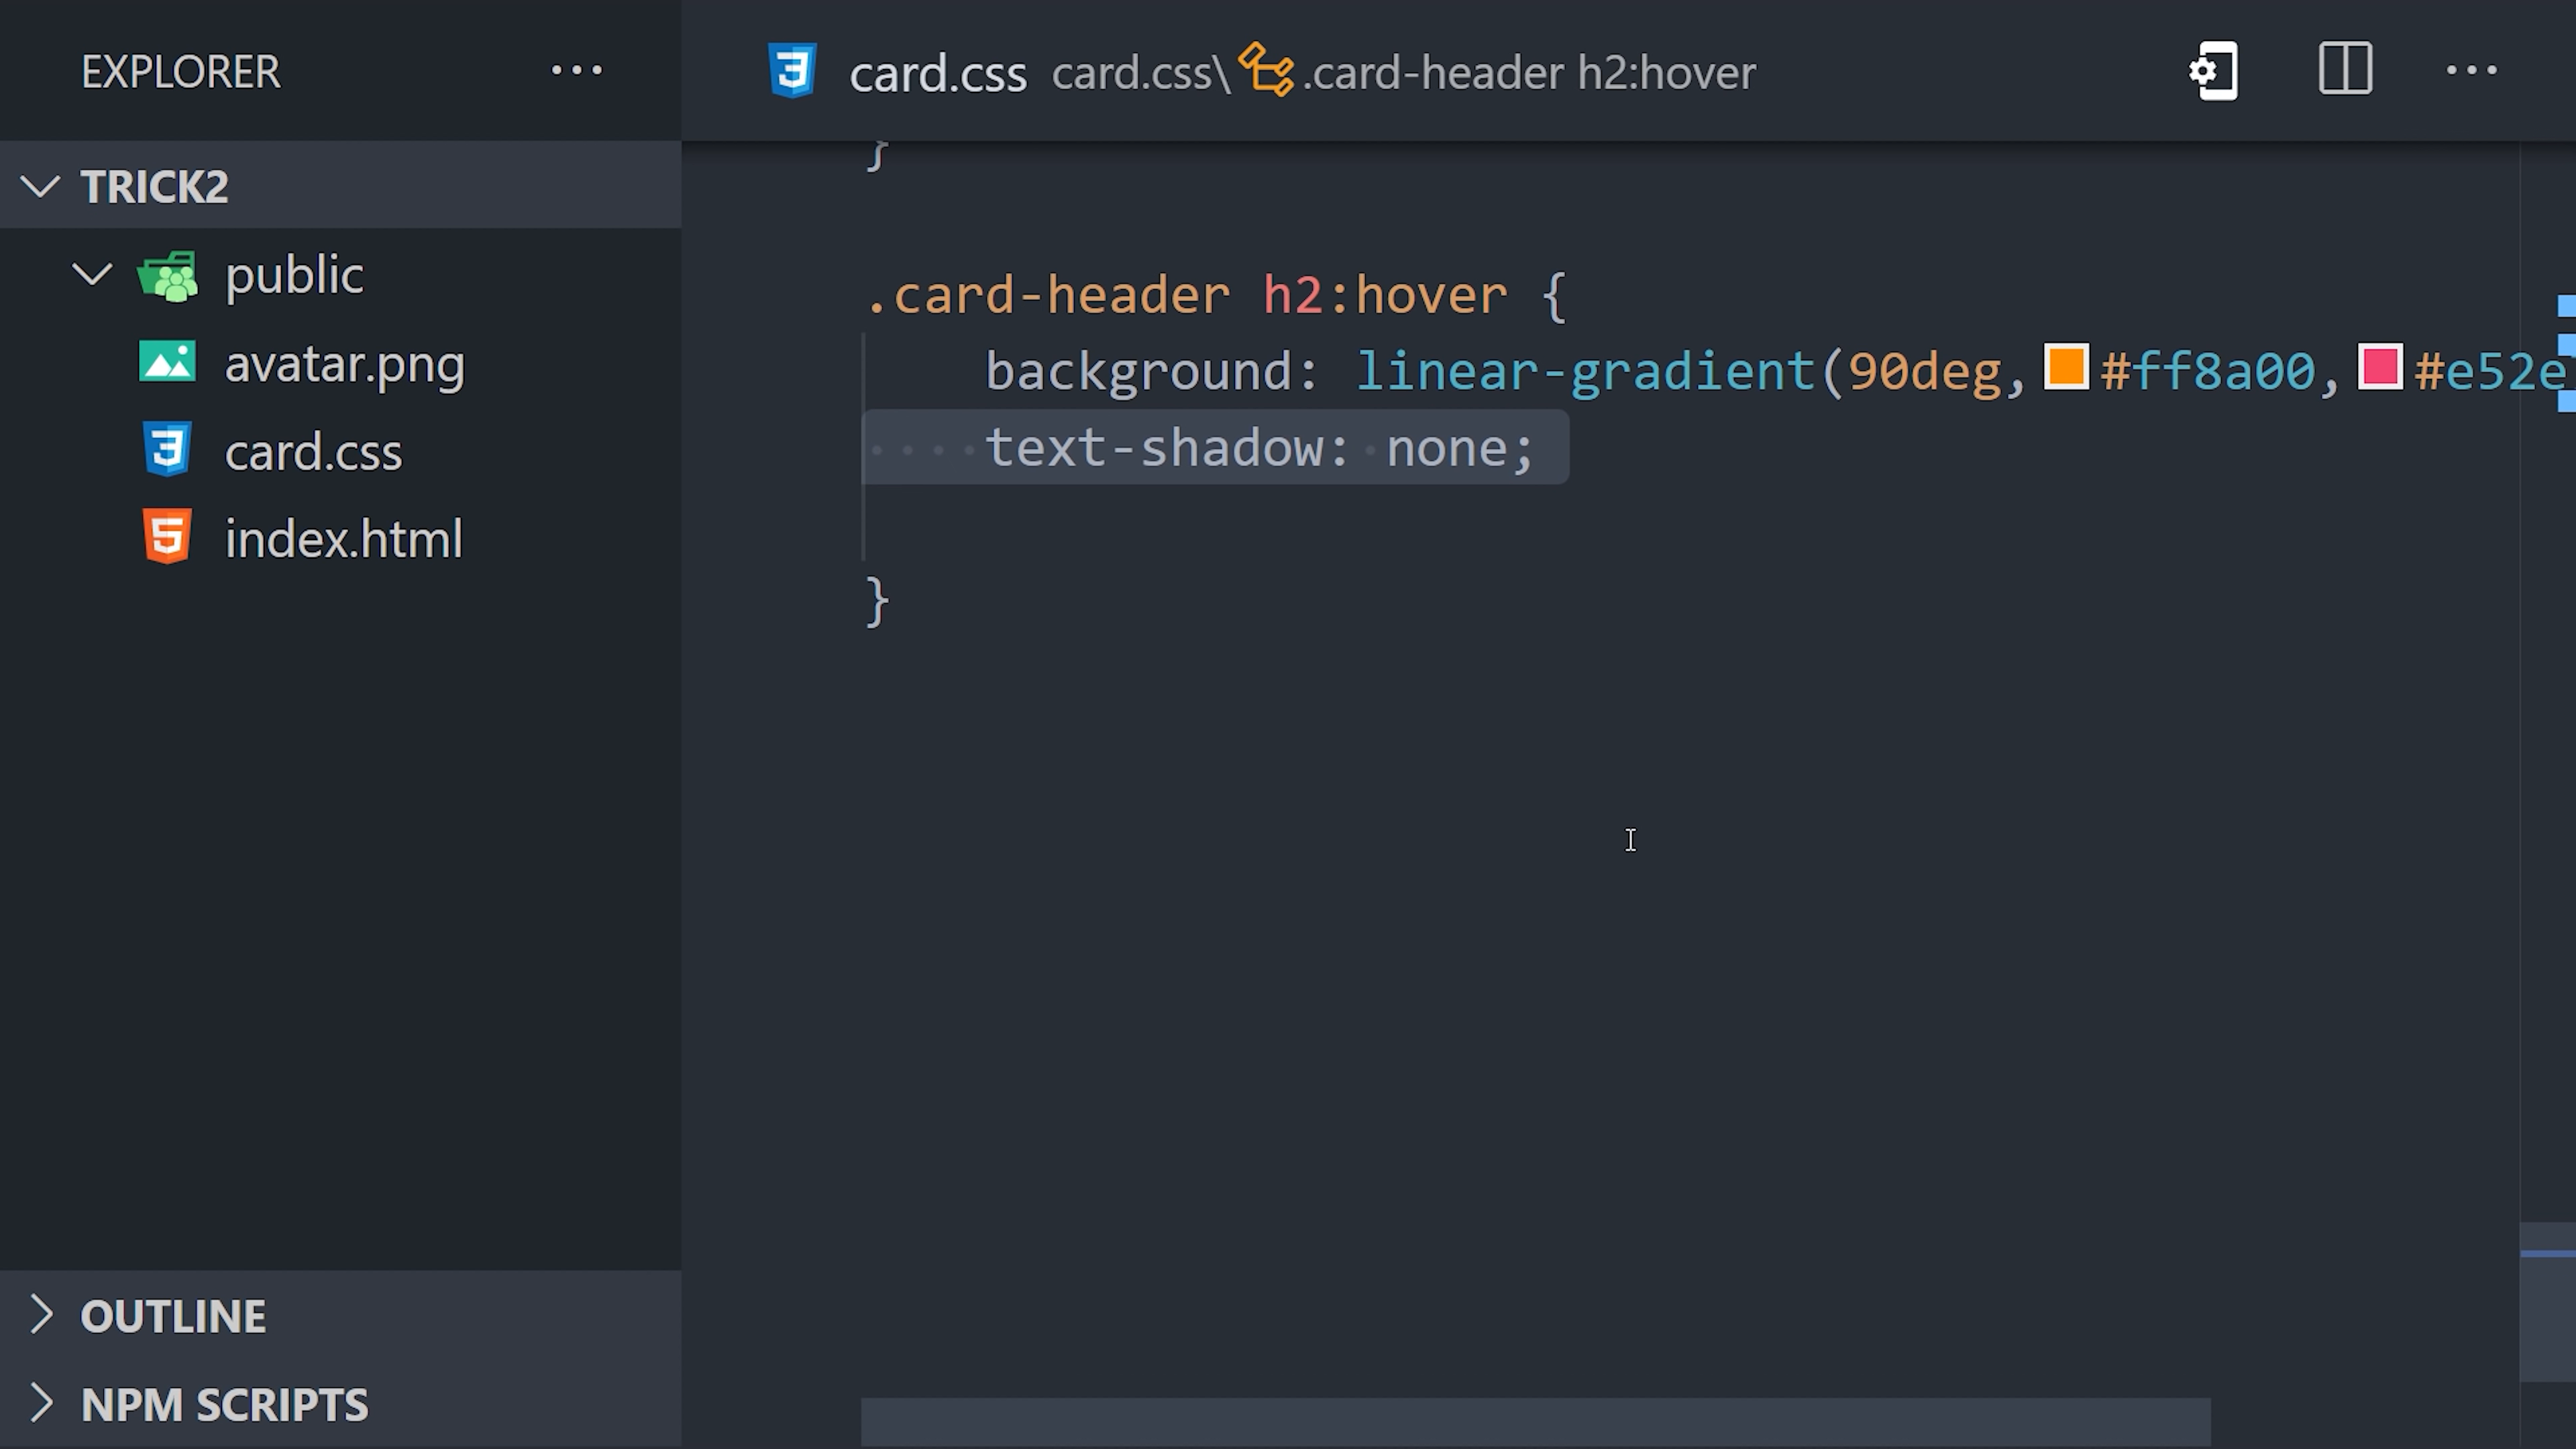 EXPLORER
TRICK2
public
avatar.png
card.css
index.html
OUTLINE
NPM SCRIPTS
card.css card.css\ .card-header h2:hover
}
.card-header h2:hover {
background: linear-gradient(90deg, #ff8a00, #e52e
text-shadow: none;
}